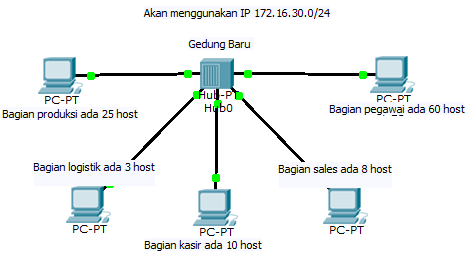 Akan menggunakan IP 172.16.30.0/24
Gedung Baru
PC-PT
Hub-PT
Hub0
PC-PT
Bagian produksi ada 25 host
Bagian pegawai ada 60 host
Bagian logistik ada 3 host
Bagian sales ada 8 host
PC-PT
PC-PT
PC-PT
Bagian kasir ada 10 host